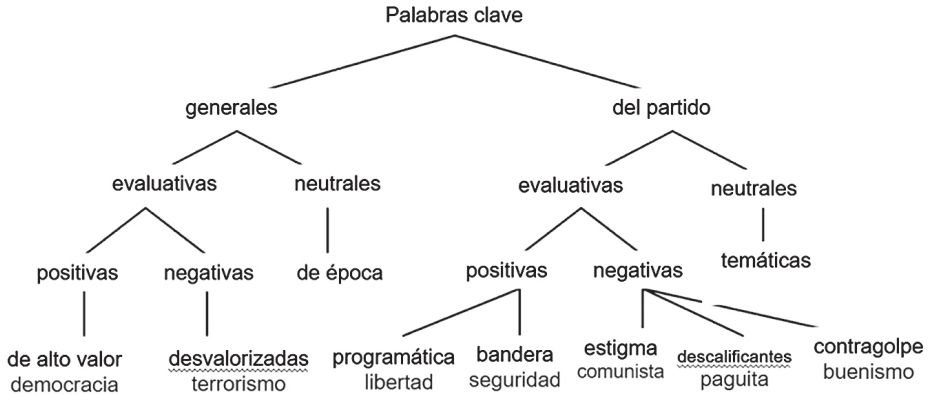 Palabras clave
generales
del partido
evaluativas
neutrales
evaluativas
neutrales
positivas
negativas
de época
positivas
negativas
temáticas
de alto valor
democracia
desvalorizadas
terrorismo
programática
libertad
bandera
seguridad
estigma
comunista
descalificantes
paguita
contragolpe
buenismo